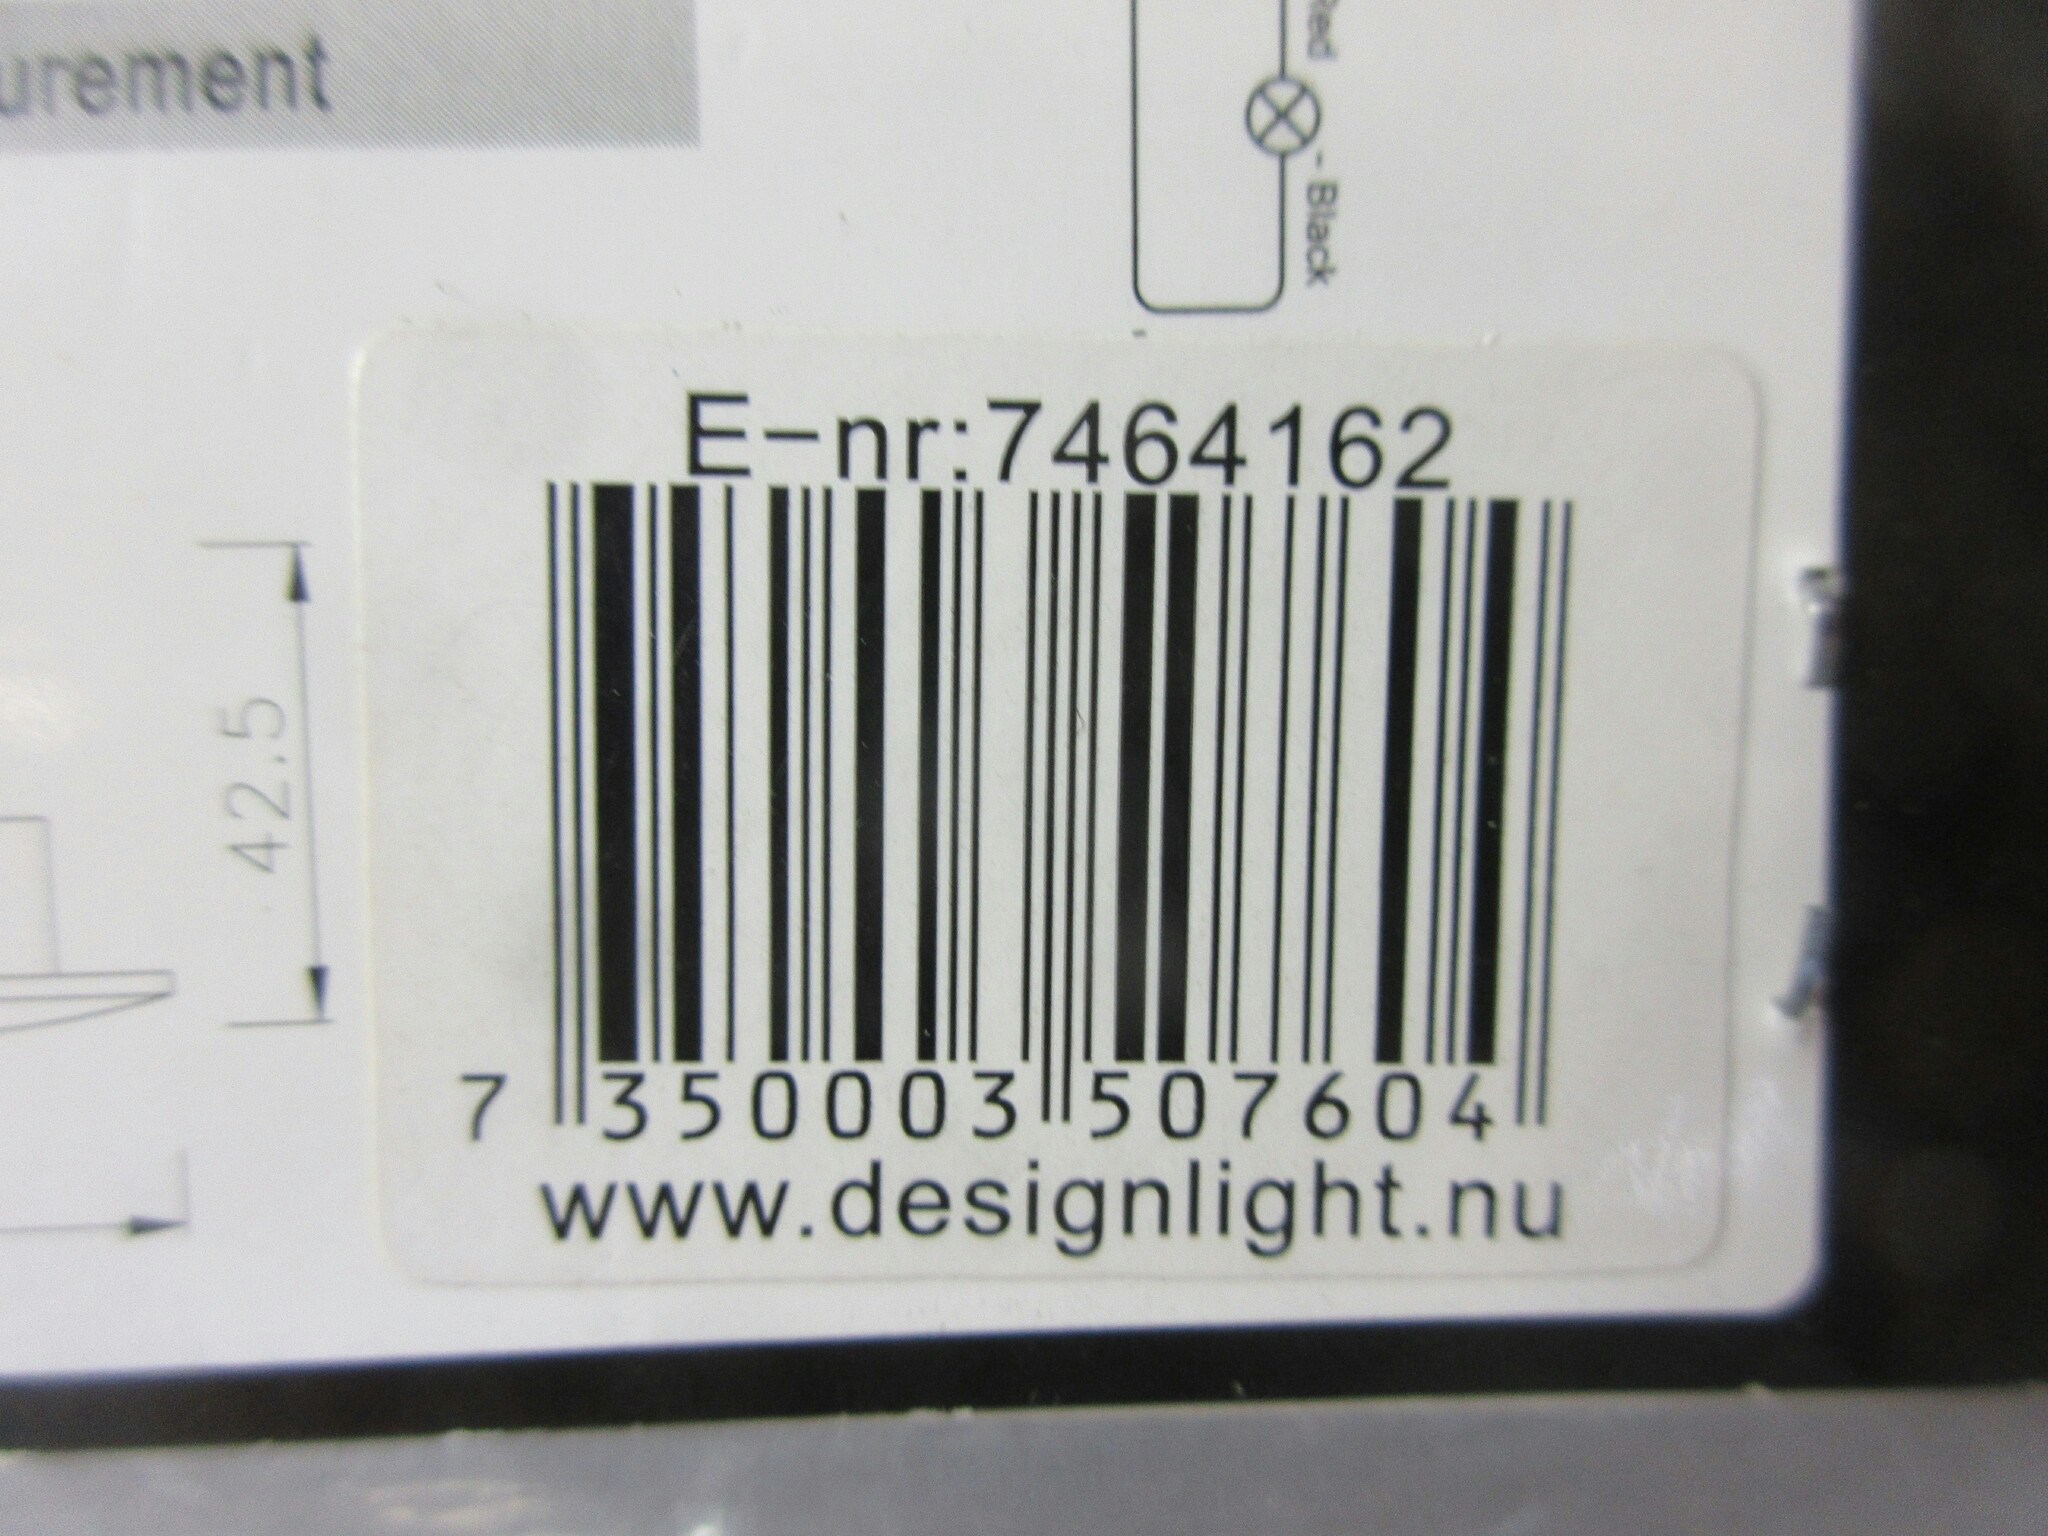 urement
Red
- Black
E-nr:7464162
42.5
7 350003 507604
www.designlight.nu